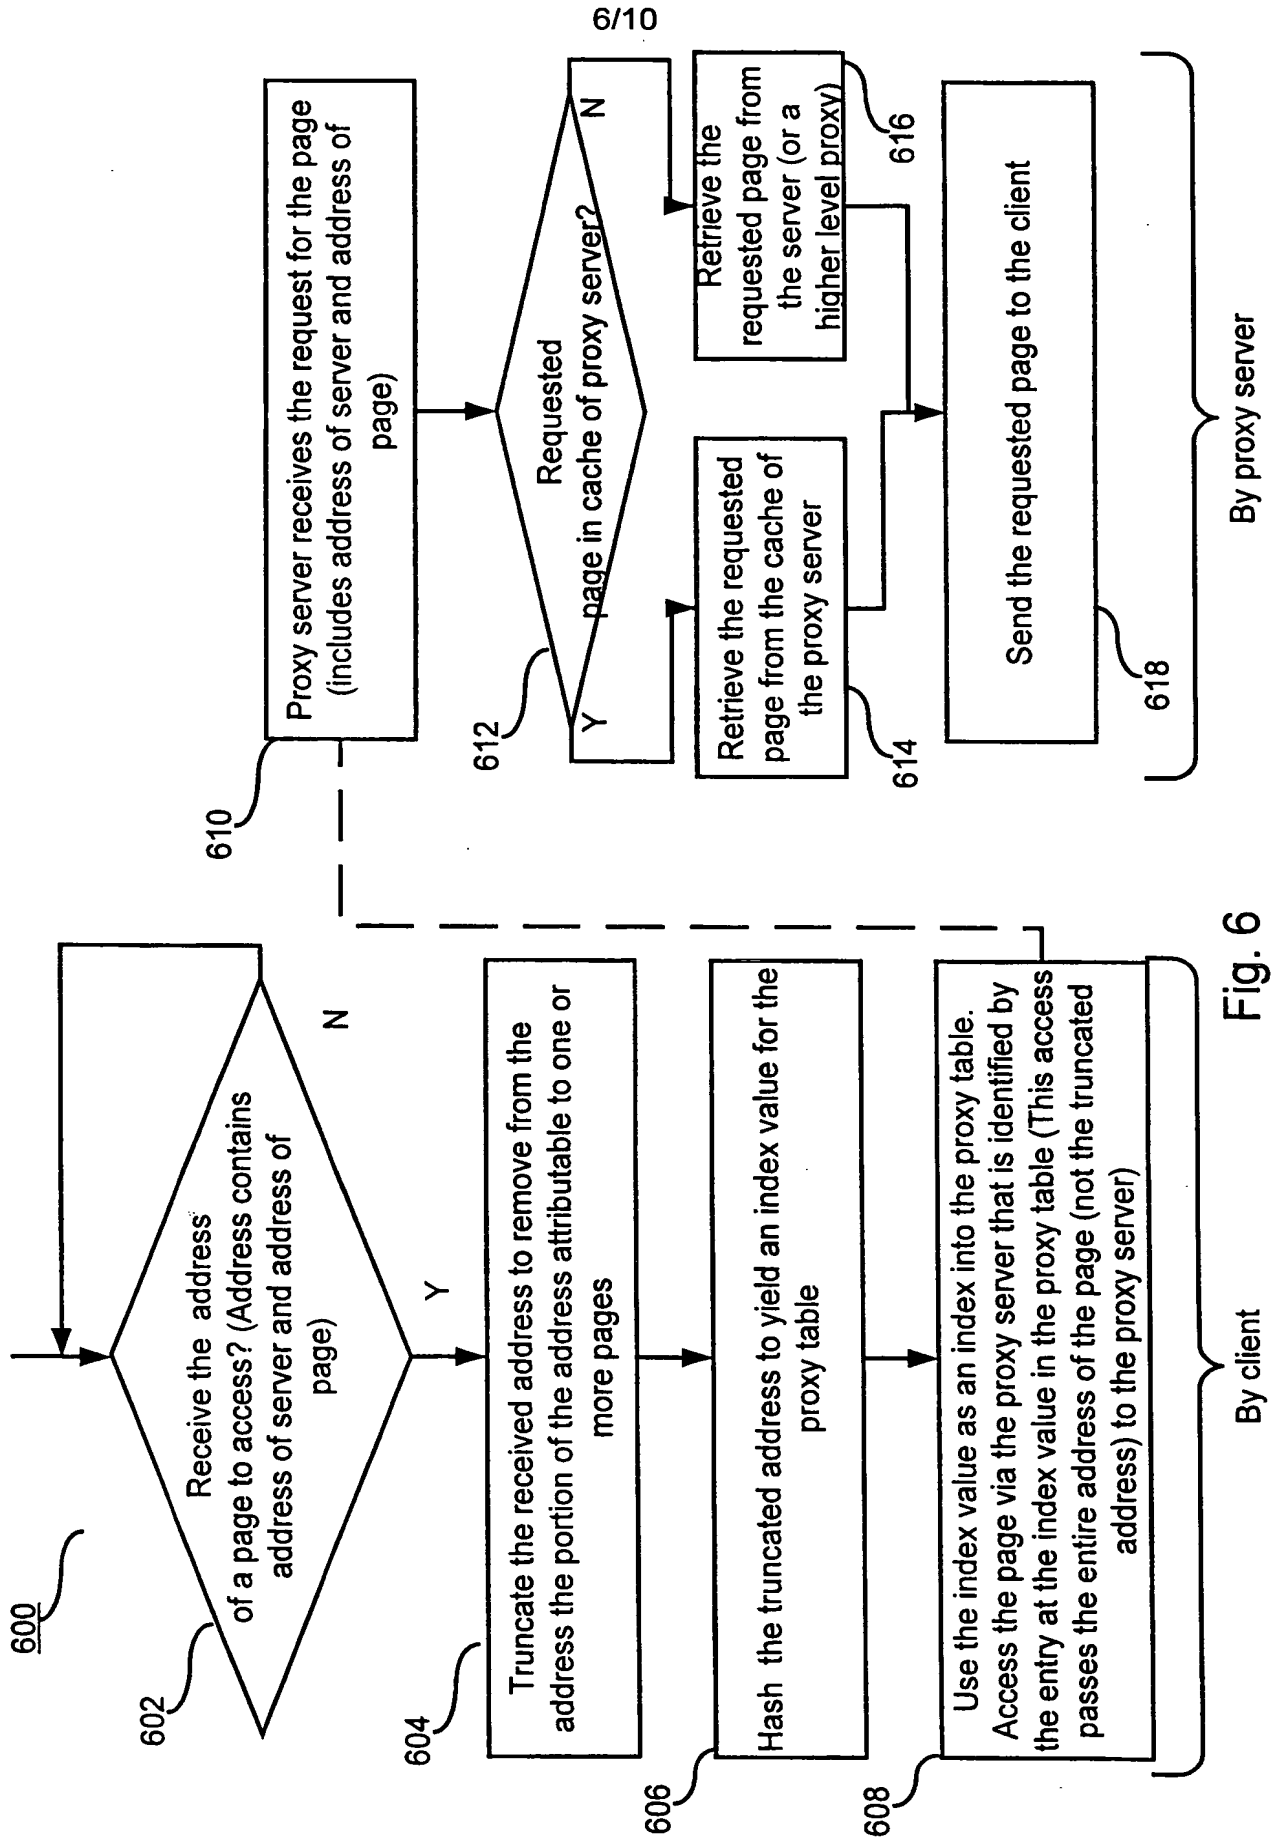 6/10
600
602
Receive the address
of a page to access? (Address contains
address of server and address of
page)
N
Y
604
Truncate the received address to remove from the
address the portion of the address attributable to one or
more pages
606
Hash the truncated address to yield an index value for the
proxy table
608
Use the index value as an index into the proxy table.
Access the page via the proxy server that is identified by
the entry at the index value in the proxy table (This access
passes the entire address of the page (not the truncated
address) to the proxy server)
By client
610
Proxy server receives the request for the page
(includes address of server and address of
page)
612
Requested
page in cache of proxy server?
Y
N
Retrieve the requested
page from the cache of
the proxy server
614
Retrieve the
requested page from
the server (or a
higher level proxy)
616
Send the requested page to the client
618
By proxy server
Fig. 6